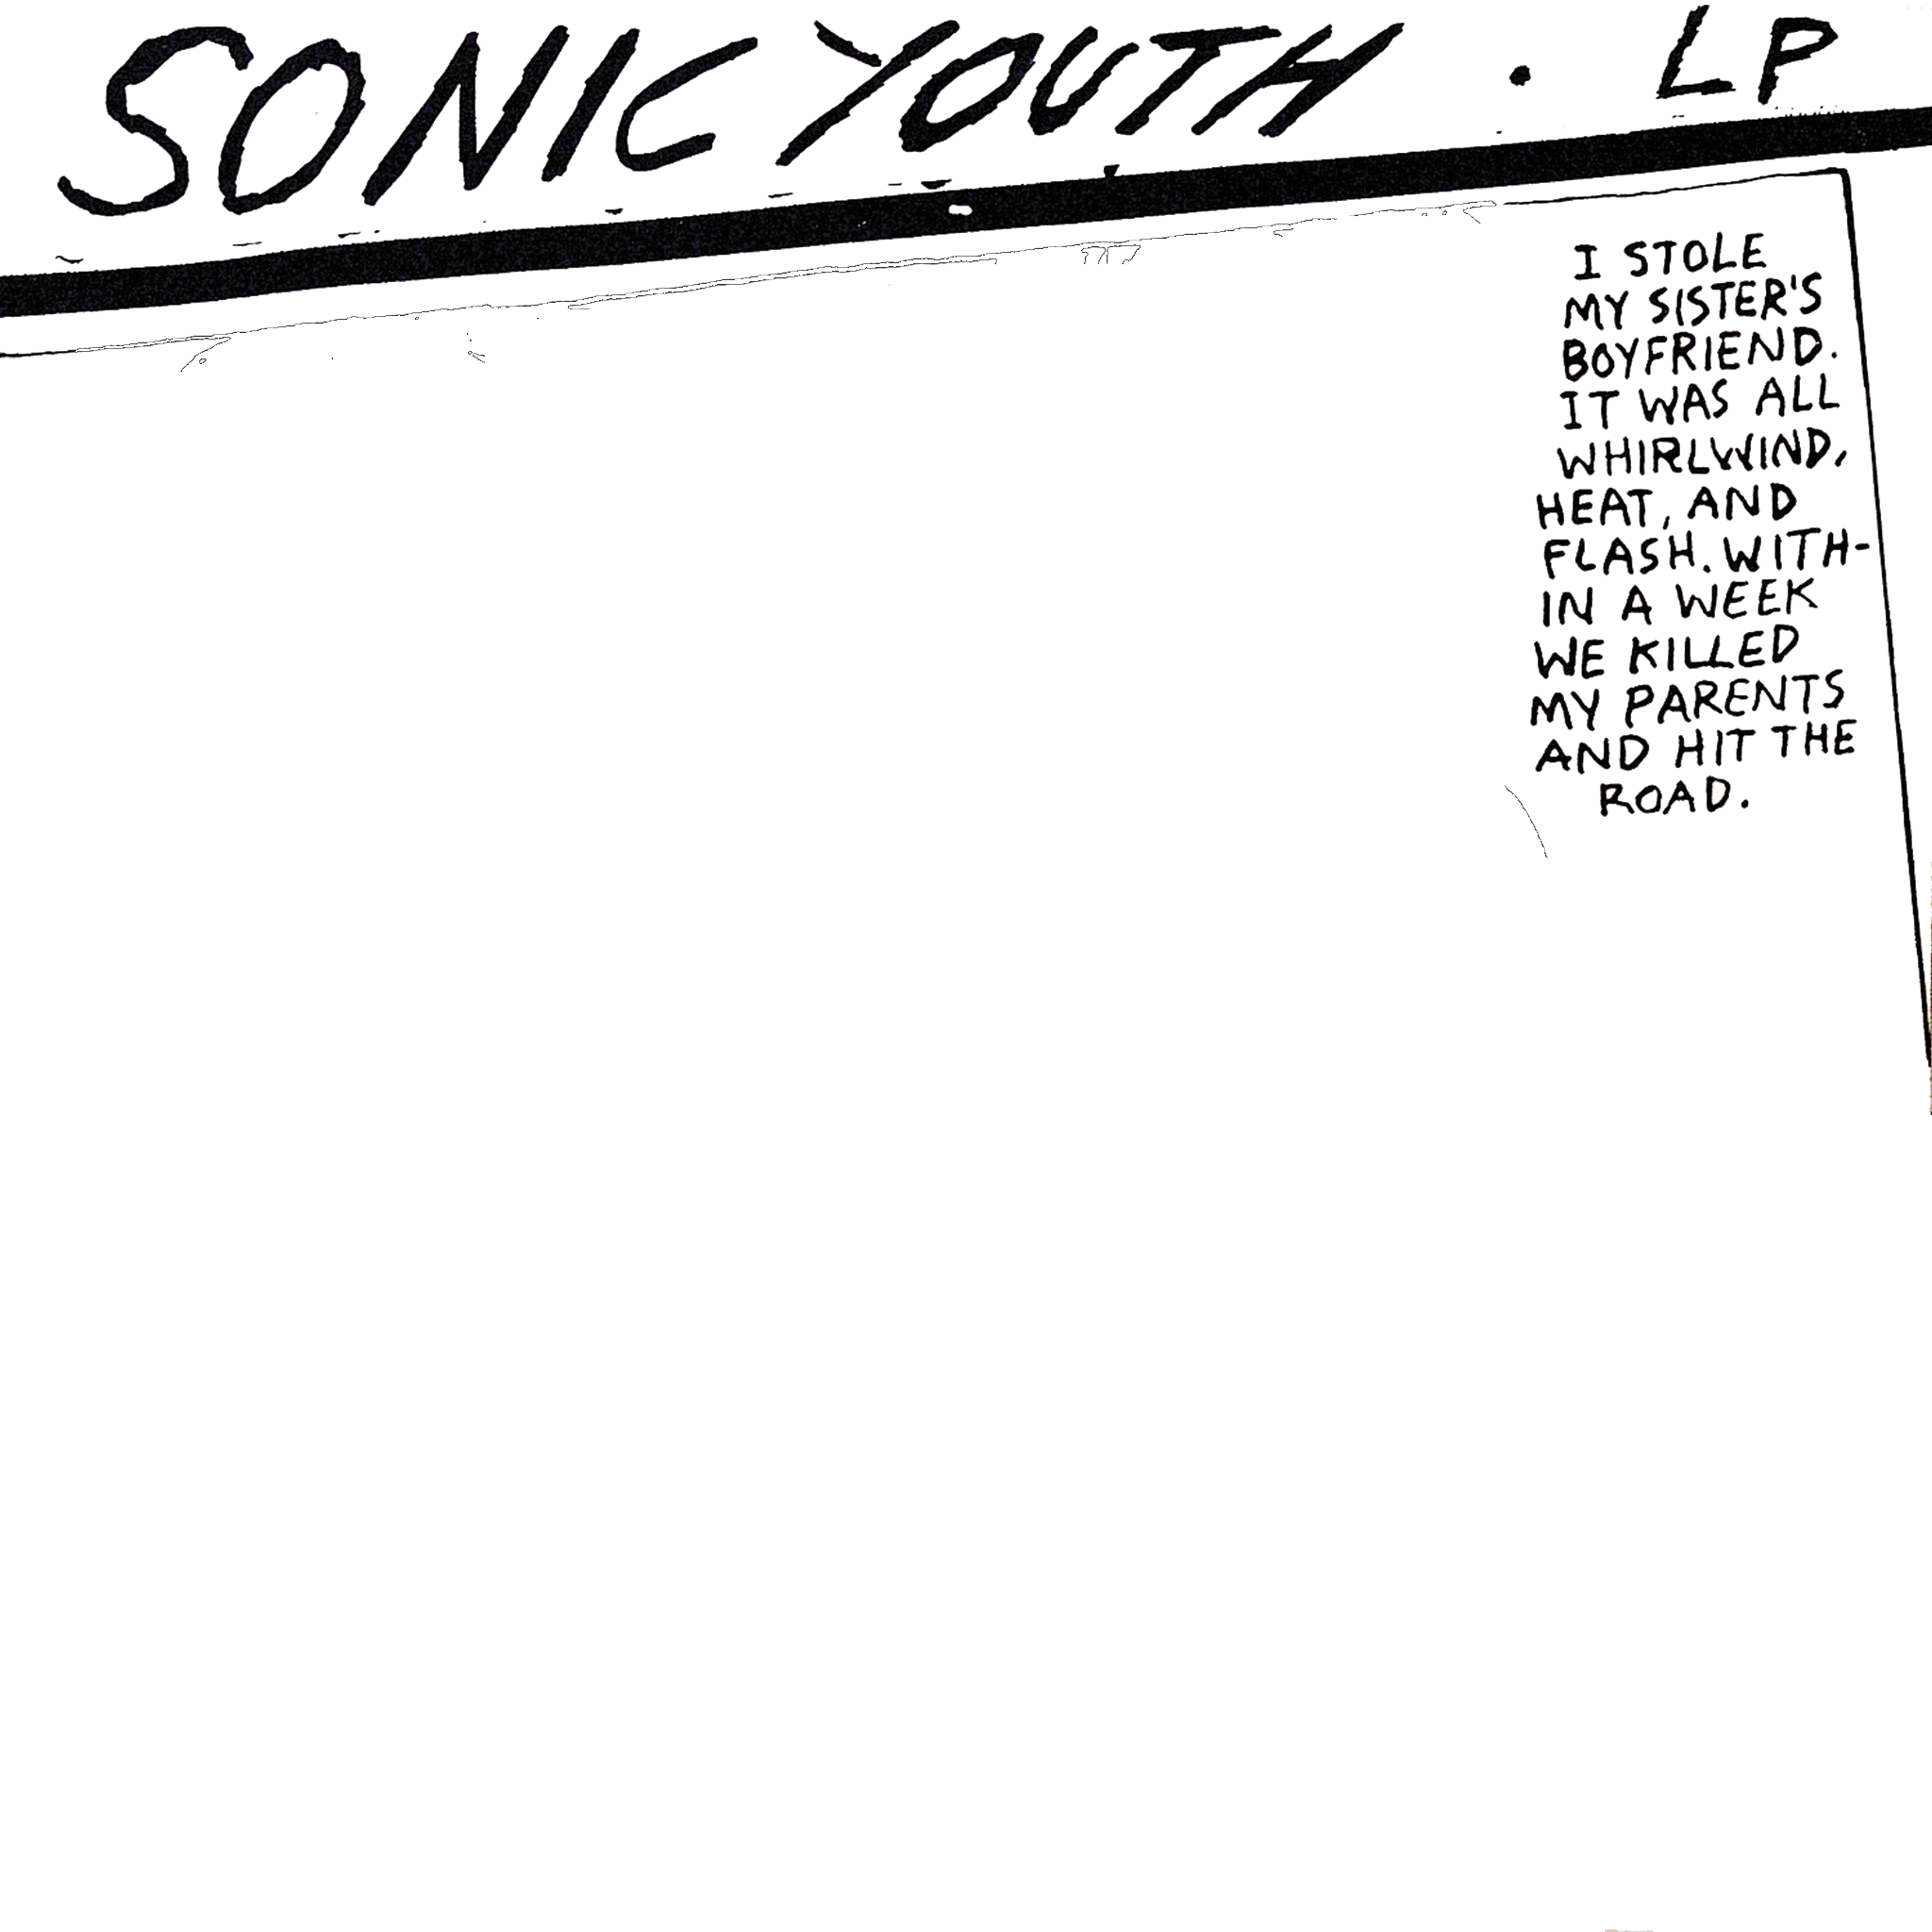 SONIC YOUTH · LP
I STOLE
MY SISTER'S
BOYFRIEND.
IT WAS ALL
WHIRLWIND,
HEAT, AND
FLASH. WITH-
IN A WEEK
WE KILLED
MY PARENTS
AND HIT THE
ROAD.